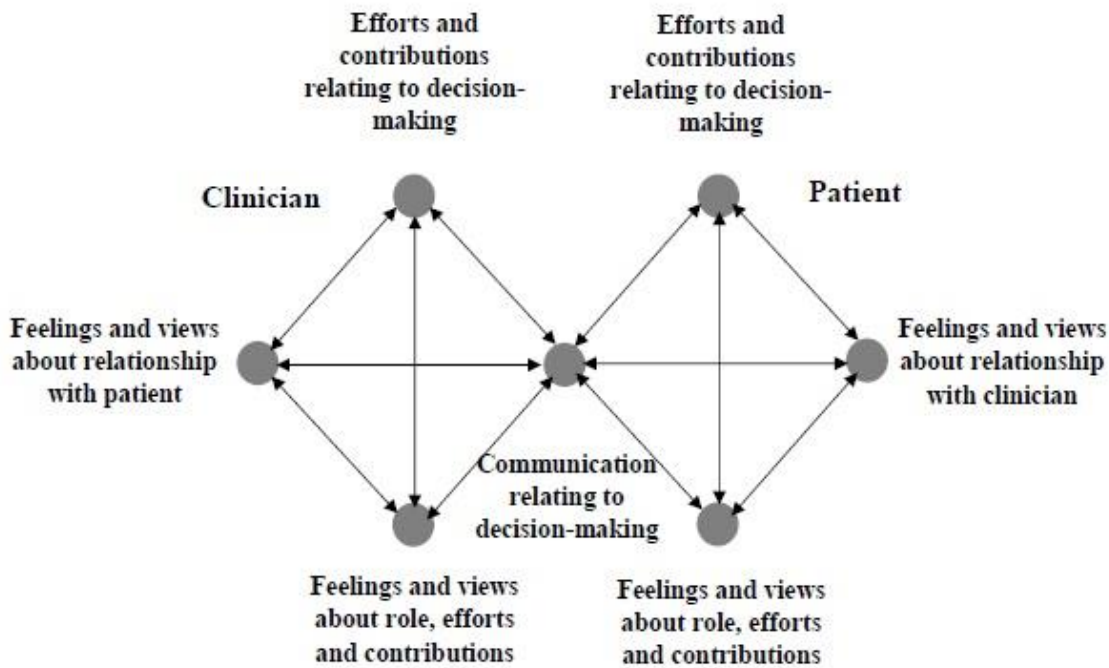 Efforts and
contributions
relating to decision-
making
Efforts and
contributions
relating to decision-
making
Clinician
Patient
Feelings and views
about relationship
with patient
Feelings and views
about relationship
with clinician
Communication
relating to
decision-making
Feelings and views
about role, efforts
and contributions
Feelings and views
about role, efforts
and contributions